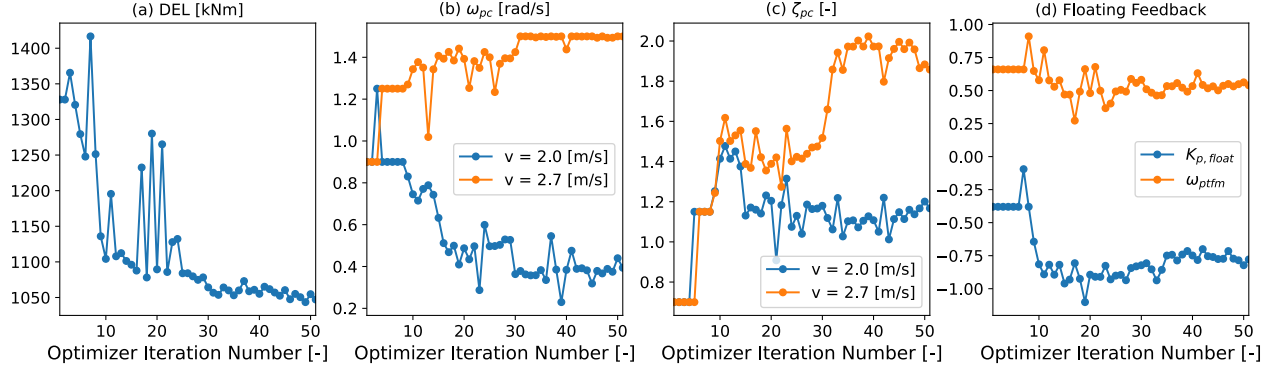 (a) DEL [kNm]
1400
1350
1300
1250
1200
1150
1100
1050
10 20 30 40 50
Optimizer Iteration Number [-]
(b) ω_pc [rad/s]
1.4
1.2
1.0
0.8
0.6
0.4
0.2
v = 2.0 [m/s]
v = 2.7 [m/s]
10 20 30 40 50
Optimizer Iteration Number [-]
(c) ζ_pc [-]
2.0
1.8
1.6
1.4
1.2
1.0
0.8
v = 2.0 [m/s]
v = 2.7 [m/s]
10 20 30 40 50
Optimizer Iteration Number [-]
(d) Floating Feedback
1.00
0.75
0.50
0.25
0.00
−0.25
−0.50
−0.75
−1.00
K_p, float
ω_ptfm
10 20 30 40 50
Optimizer Iteration Number [-]